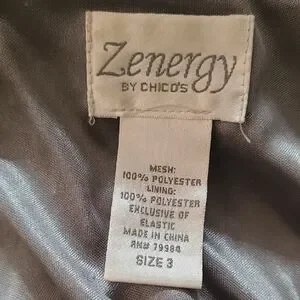 Zenergy
BY CHICO'S
MESH:
100% POLYESTER
LINING:
100% POLYESTER
EXCLUSIVE OF
ELASTIC
MADE IN CHINA
RN# 79984
SIZE 3